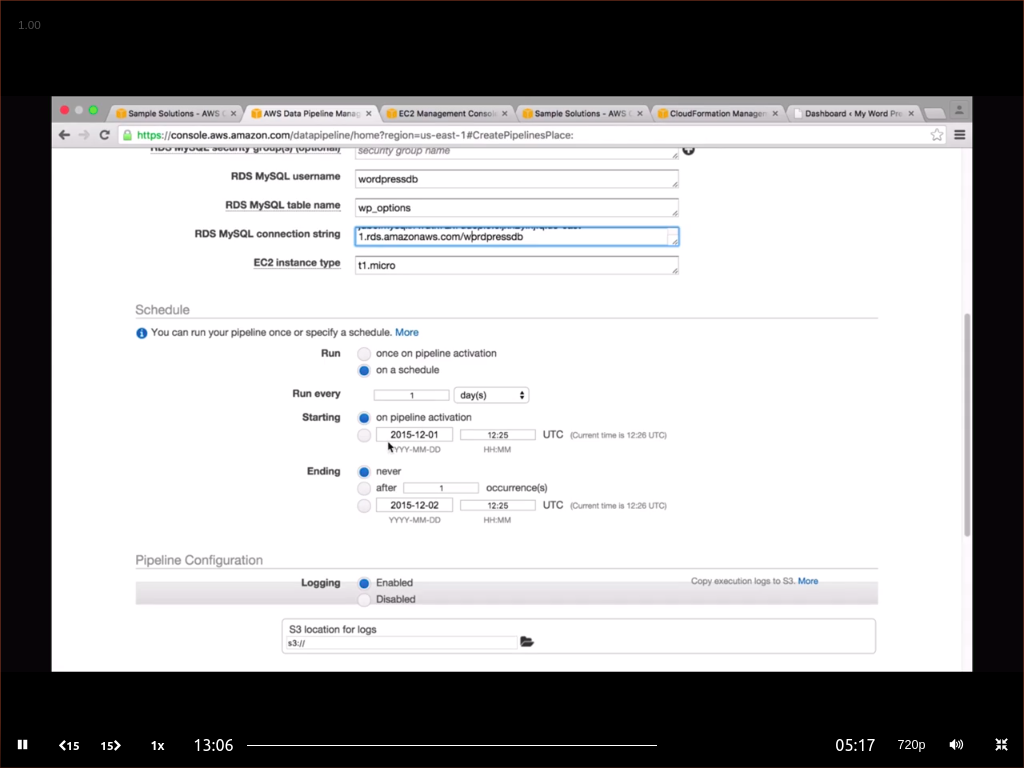 1.00
Sample Solutions - AWS
AWS Data Pipeline Manag
EC2 Management Consol
Sample Solutions - AWS
CloudFormation Manage
Dashboard ‹ My Word Pre
https://console.aws.amazon.com/datapipeline/home?region=us-east-1#CreatePipelinesPlace:
RDS MySQL security group(s) (optional) security group name
RDS MySQL username wordpressdb
RDS MySQL table name wp_options
RDS MySQL connection string
1.rds.amazonaws.com/wordpressdb
EC2 instance type t1.micro
Schedule
You can run your pipeline once or specify a schedule. More
Run once on pipeline activation
on a schedule
Run every 1 day(s)
Starting on pipeline activation
2015-12-01 12:25 UTC (Current time is 12:26 UTC)
YYYY-MM-DD HH:MM
Ending never
after 1 occurrence(s)
2015-12-02 12:25 UTC (Current time is 12:26 UTC)
YYYY-MM-DD HH:MM
Pipeline Configuration
Logging Enabled Copy execution logs to S3. More
Disabled
S3 location for logs
s3://
15 15 1x 13:06 05:17 720p